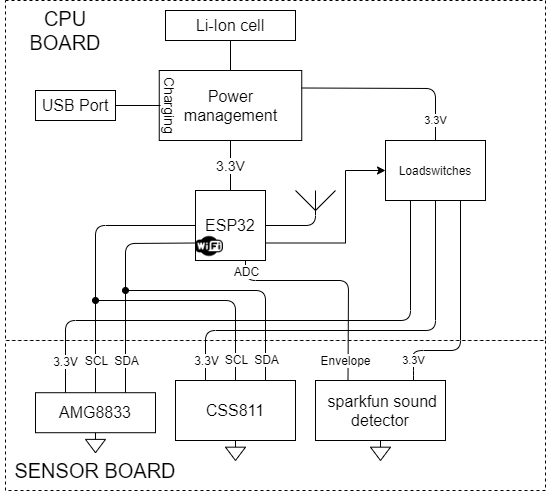 CPU
BOARD
Li-Ion cell
USB Port
Charging
Power
management
3.3V
3.3V
Loadswitches
ESP32
WiFi
ADC
3.3V
SCL
SDA
3.3V
SCL
SDA
Envelope
3.3V
AMG8833
CSS811
sparkfun sound
detector
SENSOR BOARD